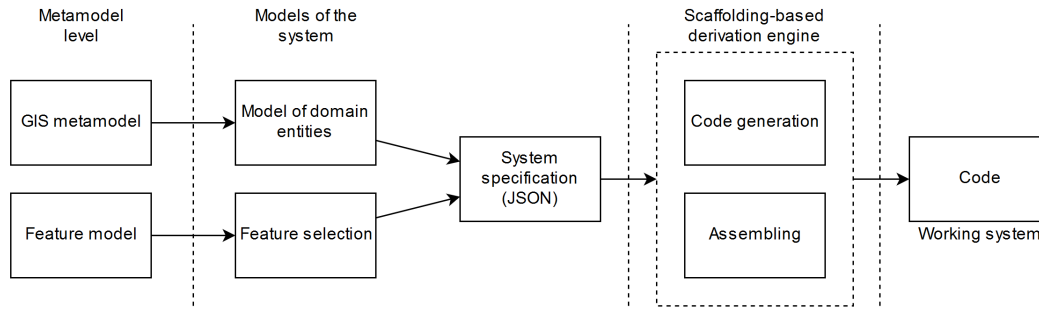 Metamodel
level
Models of the
system
Scaffolding-based
derivation engine
GIS metamodel
Model of domain
entities
Code generation
System
specification
(JSON)
Code
Feature model
Feature selection
Assembling
Working system